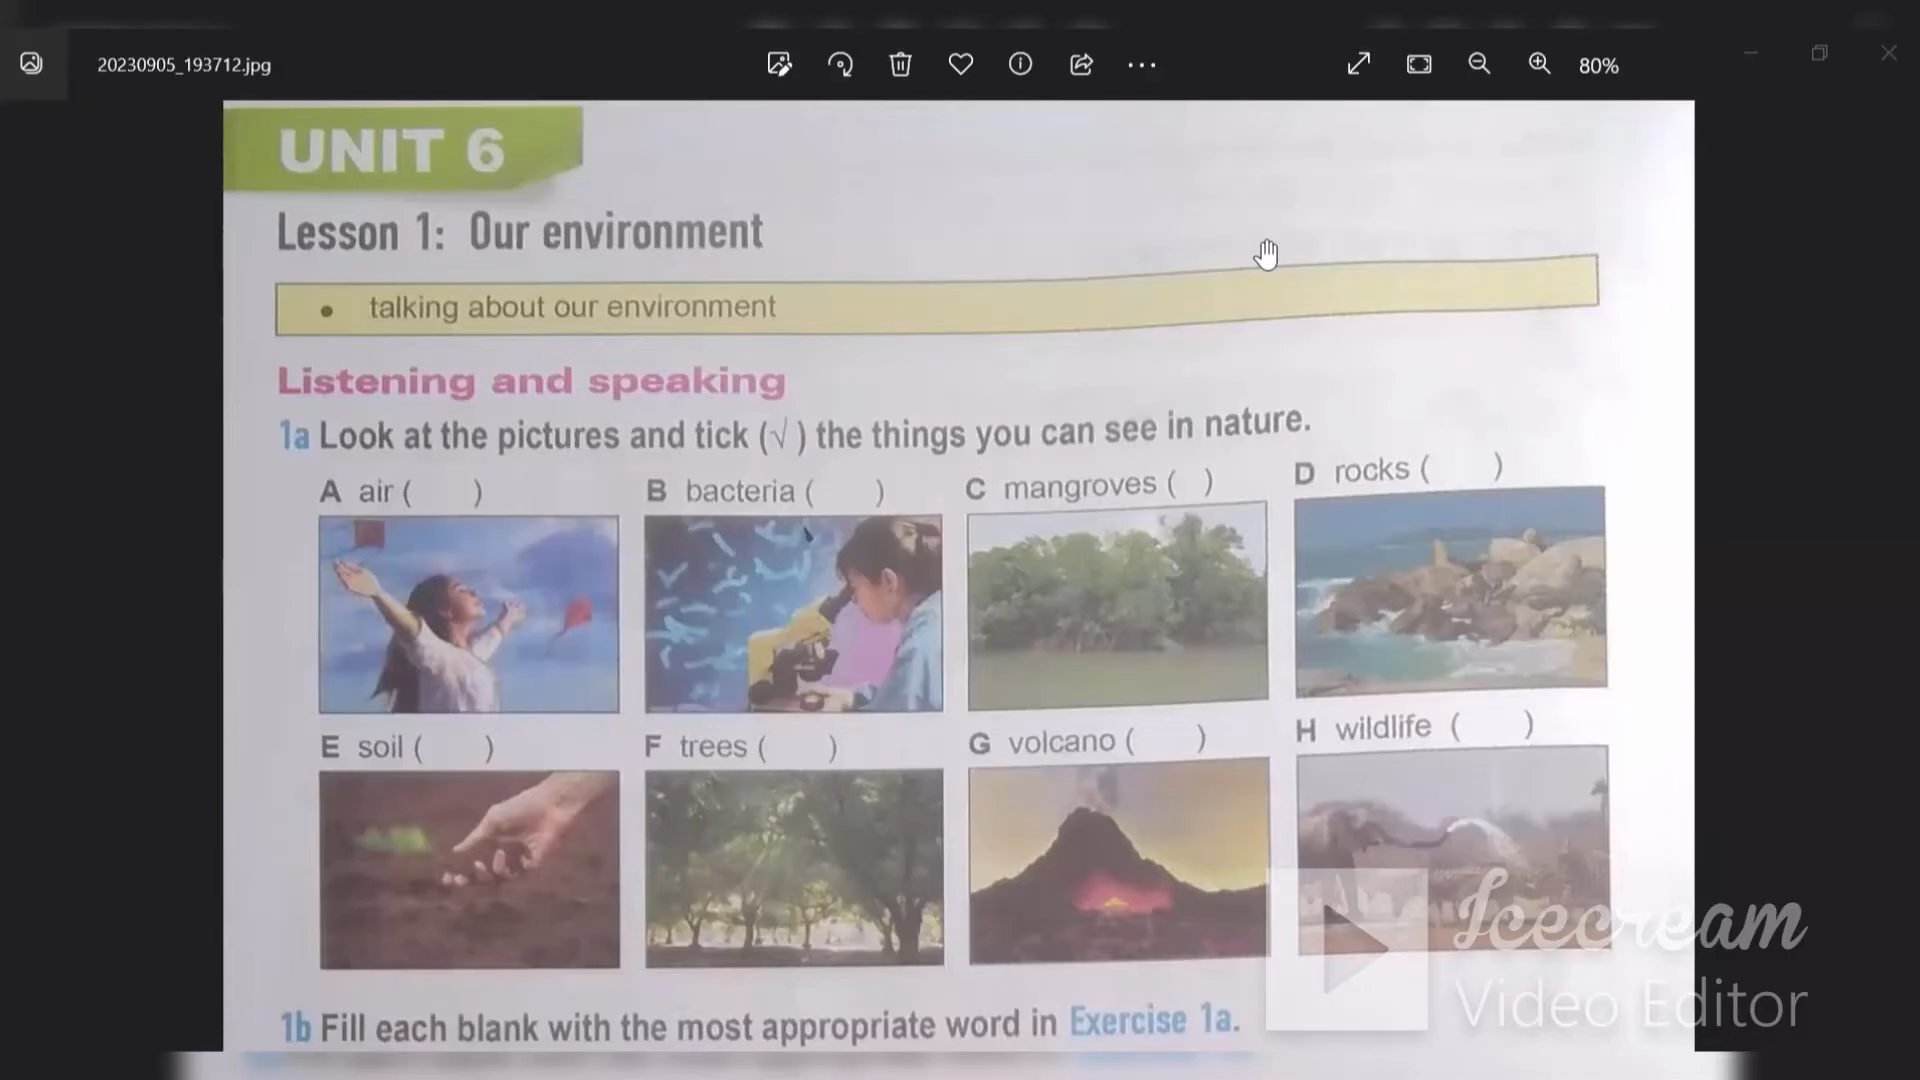 20230905_193712.jpg
80%
UNIT 6
Lesson 1: Our environment
• talking about our environment
Listening and speaking
1a Look at the pictures and tick (√ ) the things you can see in nature.
A air ( )
B bacteria ( )
C mangroves ( )
D rocks ( )
E soil ( )
F trees ( )
G volcano ( )
H wildlife ( )
1b Fill each blank with the most appropriate word in Exercise 1a.
Icecream
Video Editor